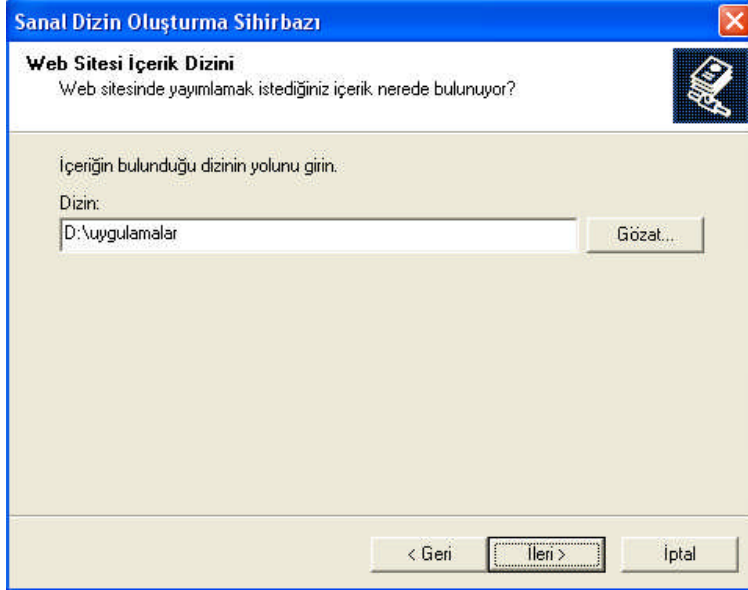 Sanal Dizin Oluşturma Sihirbazı
Web Sitesi İçerik Dizini
Web sitesinde yayımlamak istediğiniz içerik nerede bulunuyor?
İçeriğin bulunduğu dizinin yolunu girin.
Dizin:
D:\uygulamalar
Gözat...
< Geri
İleri >
İptal